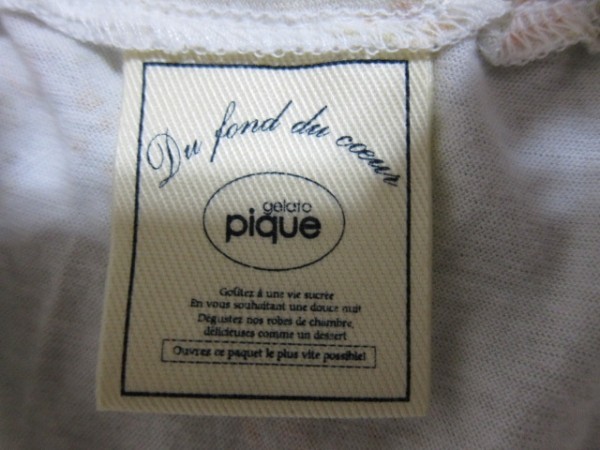 Du fond du cœur
gelato
pique
Goûtez à une vie sucrée
En vous souhaitant une douce nuit
Dégustez nos robes de chambre,
délicieuses comme un dessert
Ouvrez ce paquet le plus vite possible!